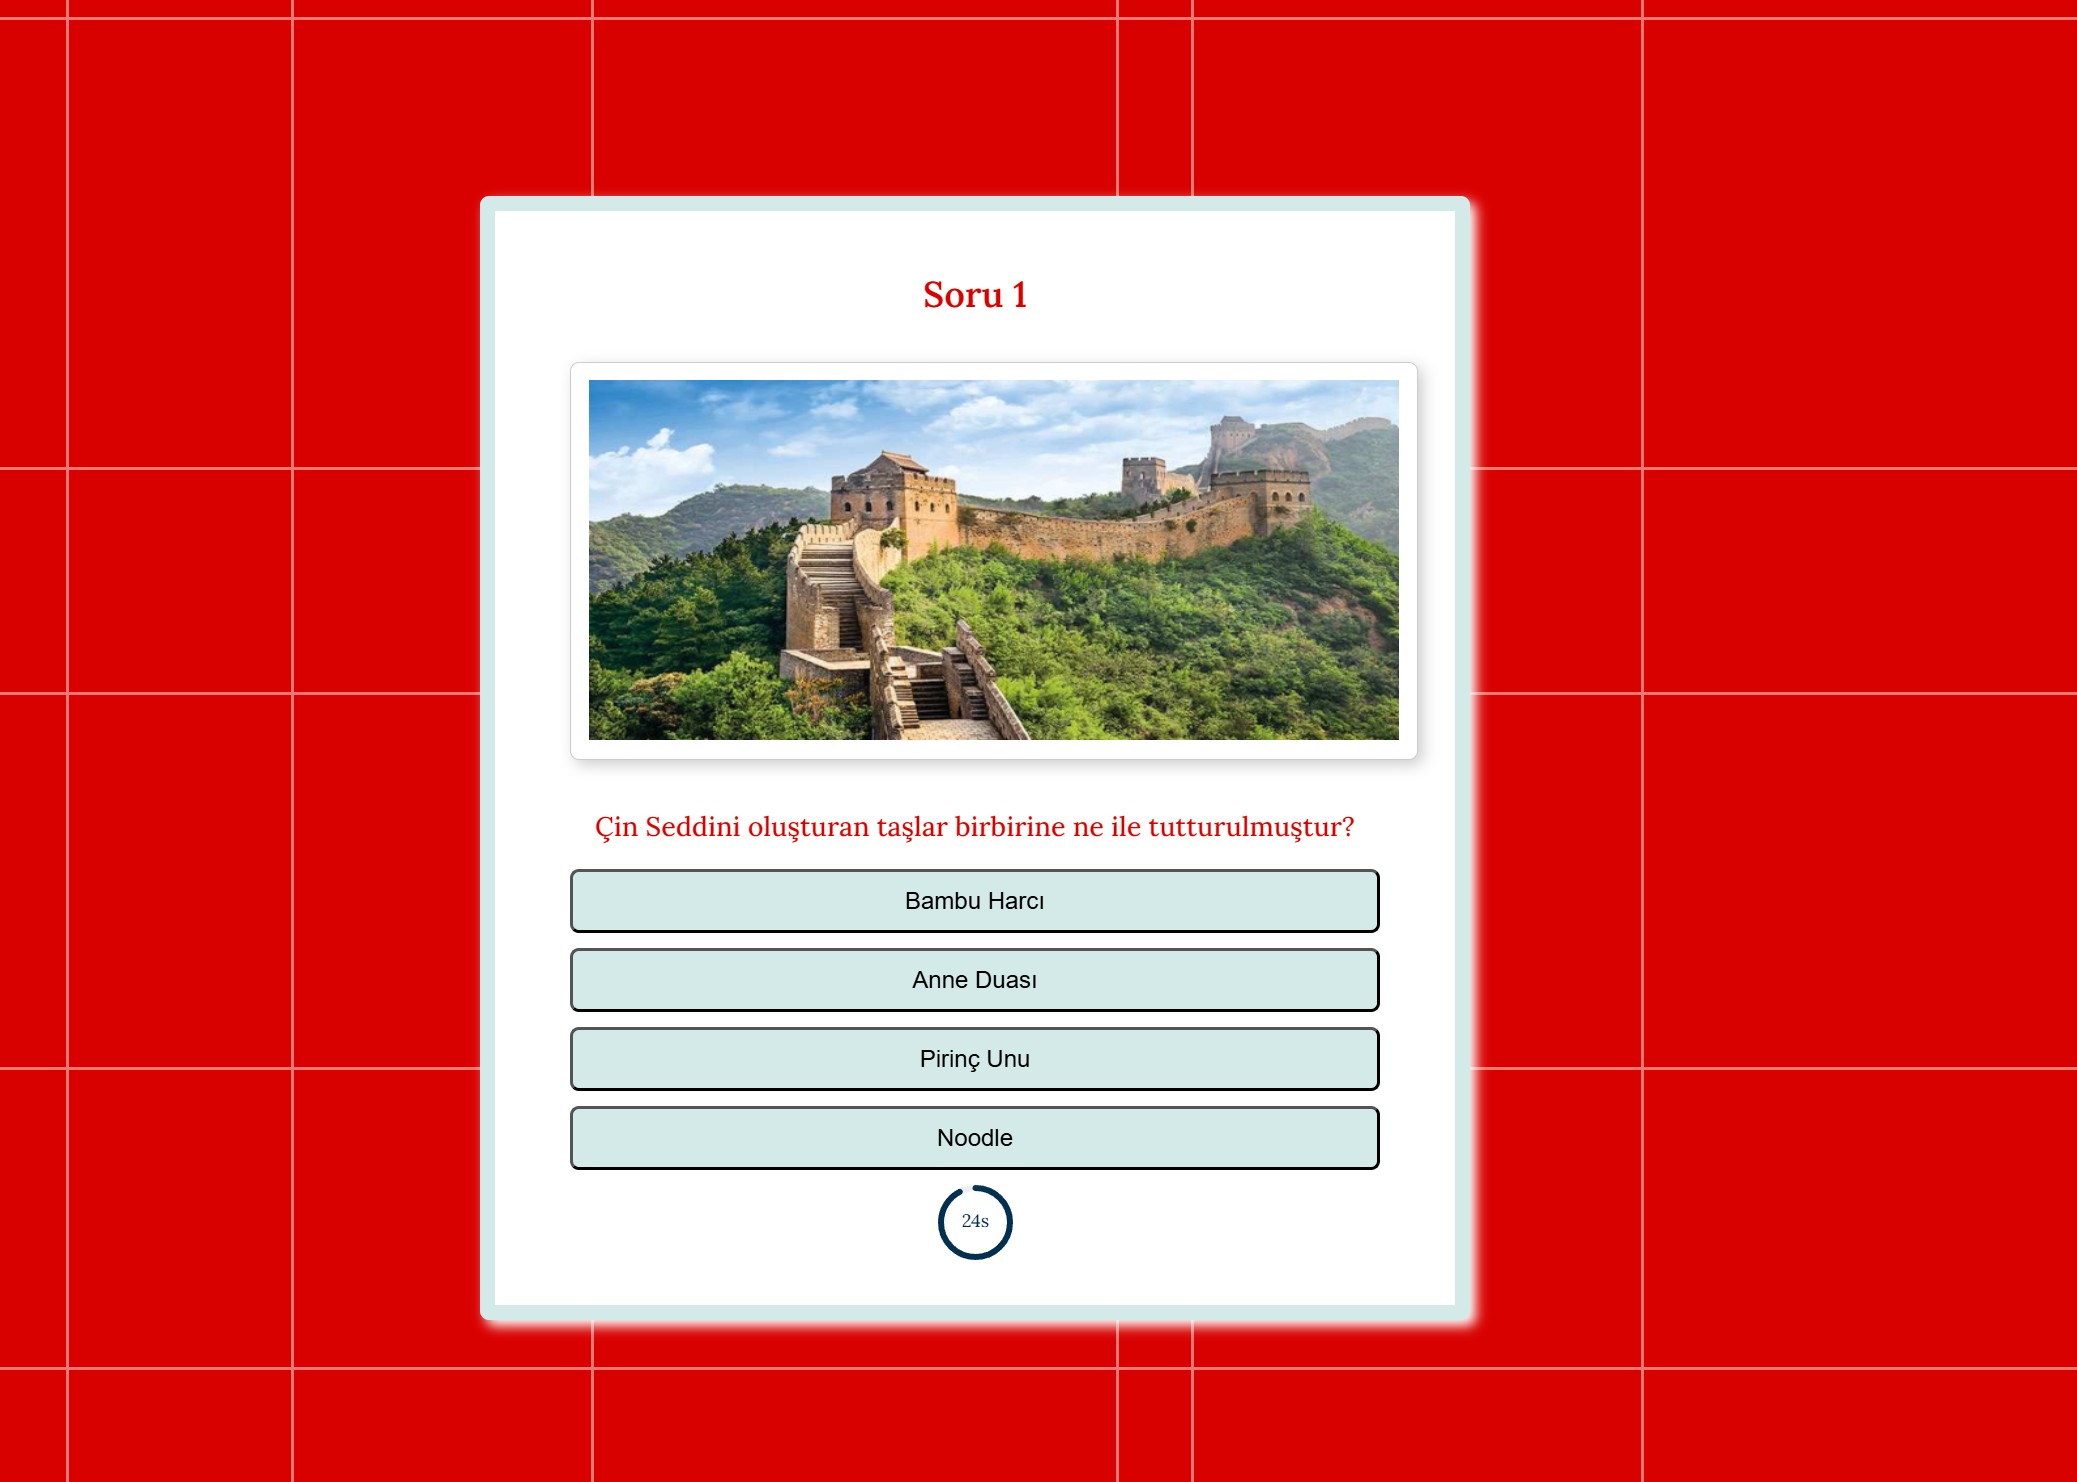 Soru 1
Çin Seddini oluşturan taşlar birbirine ne ile tutturulmuştur?
Bambu Harcı
Anne Duası
Pirinç Unu
Noodle
24s